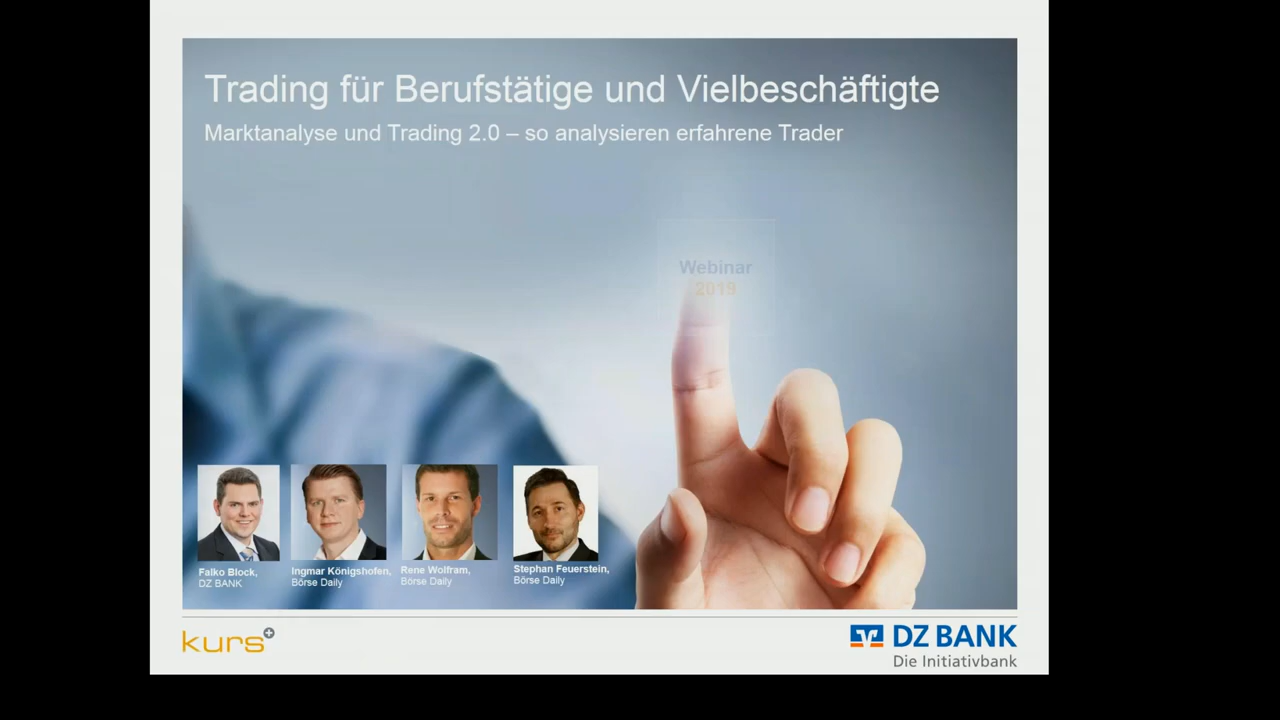 Trading für Berufstätige und Vielbeschäftigte
Marktanalyse und Trading 2.0 – so analysieren erfahrene Trader
Webinar
2019
Falko Block,
DZ BANK
Ingmar Königshofen,
Börse Daily
Rene Wolfram,
Börse Daily
Stephan Feuerstein,
Börse Daily
kurs+
DZ BANK
Die Initiativbank